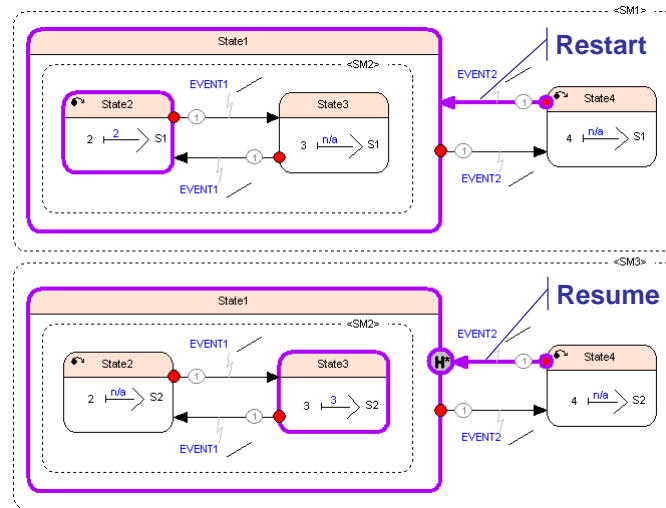 <SM1>
State1
Restart
<SM2>
EVENT1
EVENT2
State2
State3
State4
1
1
2 2 S1
3 n/a S1
4 n/a S1
1
1
EVENT1
EVENT2
<SM3>
State1
Resume
<SM2>
EVENT1
EVENT2
State2
State3
H*
State4
1
1
2 n/a S2
3 3 S2
4 n/a S2
1
1
EVENT1
EVENT2